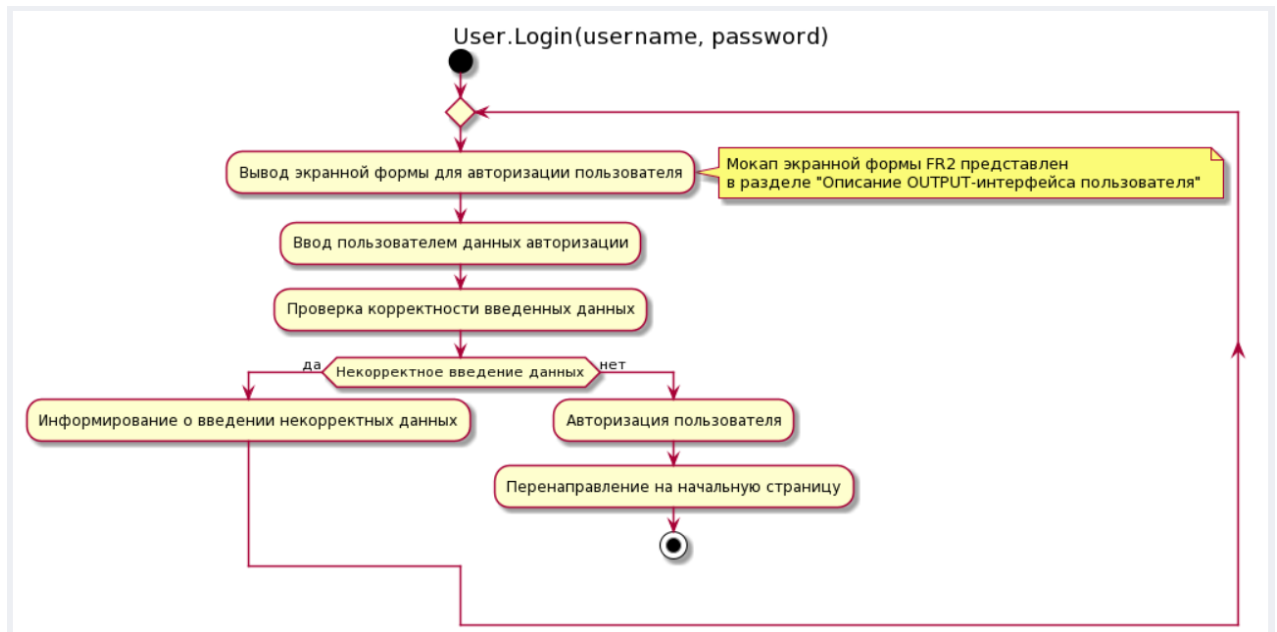 User.Login(username, password)
Вывод экранной формы для авторизации пользователя
Мокап экранной формы FR2 представлен
в разделе "Описание OUTPUT-интерфейса пользователя"
Ввод пользователем данных авторизации
Проверка корректности введенных данных
да
Некорректное введение данных
нет
Информирование о введении некорректных данных
Авторизация пользователя
Перенаправление на начальную страницу